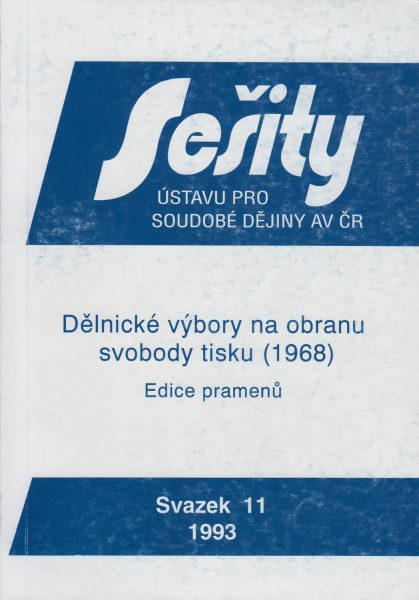 Sešity
ÚSTAVU PRO
SOUDOBÉ DĚJINY AV ČR
Dělnické výbory na obranu
svobody tisku (1968)
Edice pramenů
Svazek 11
1993